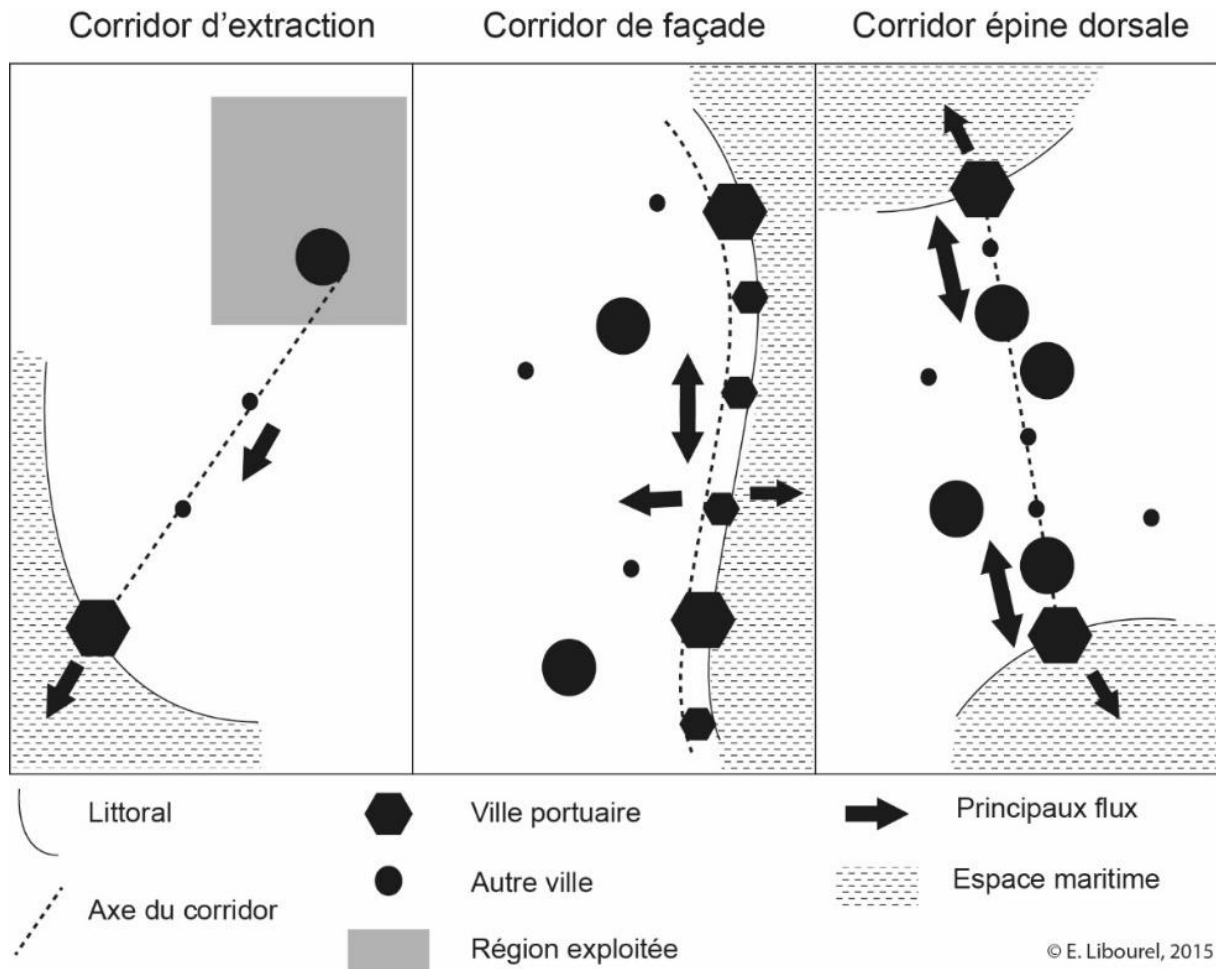 Corridor d'extraction
Corridor de façade
Corridor épine dorsale
Littoral
Ville portuaire
Principaux flux
Axe du corridor
Autre ville
Espace maritime
Région exploitée
© E. Libourel, 2015